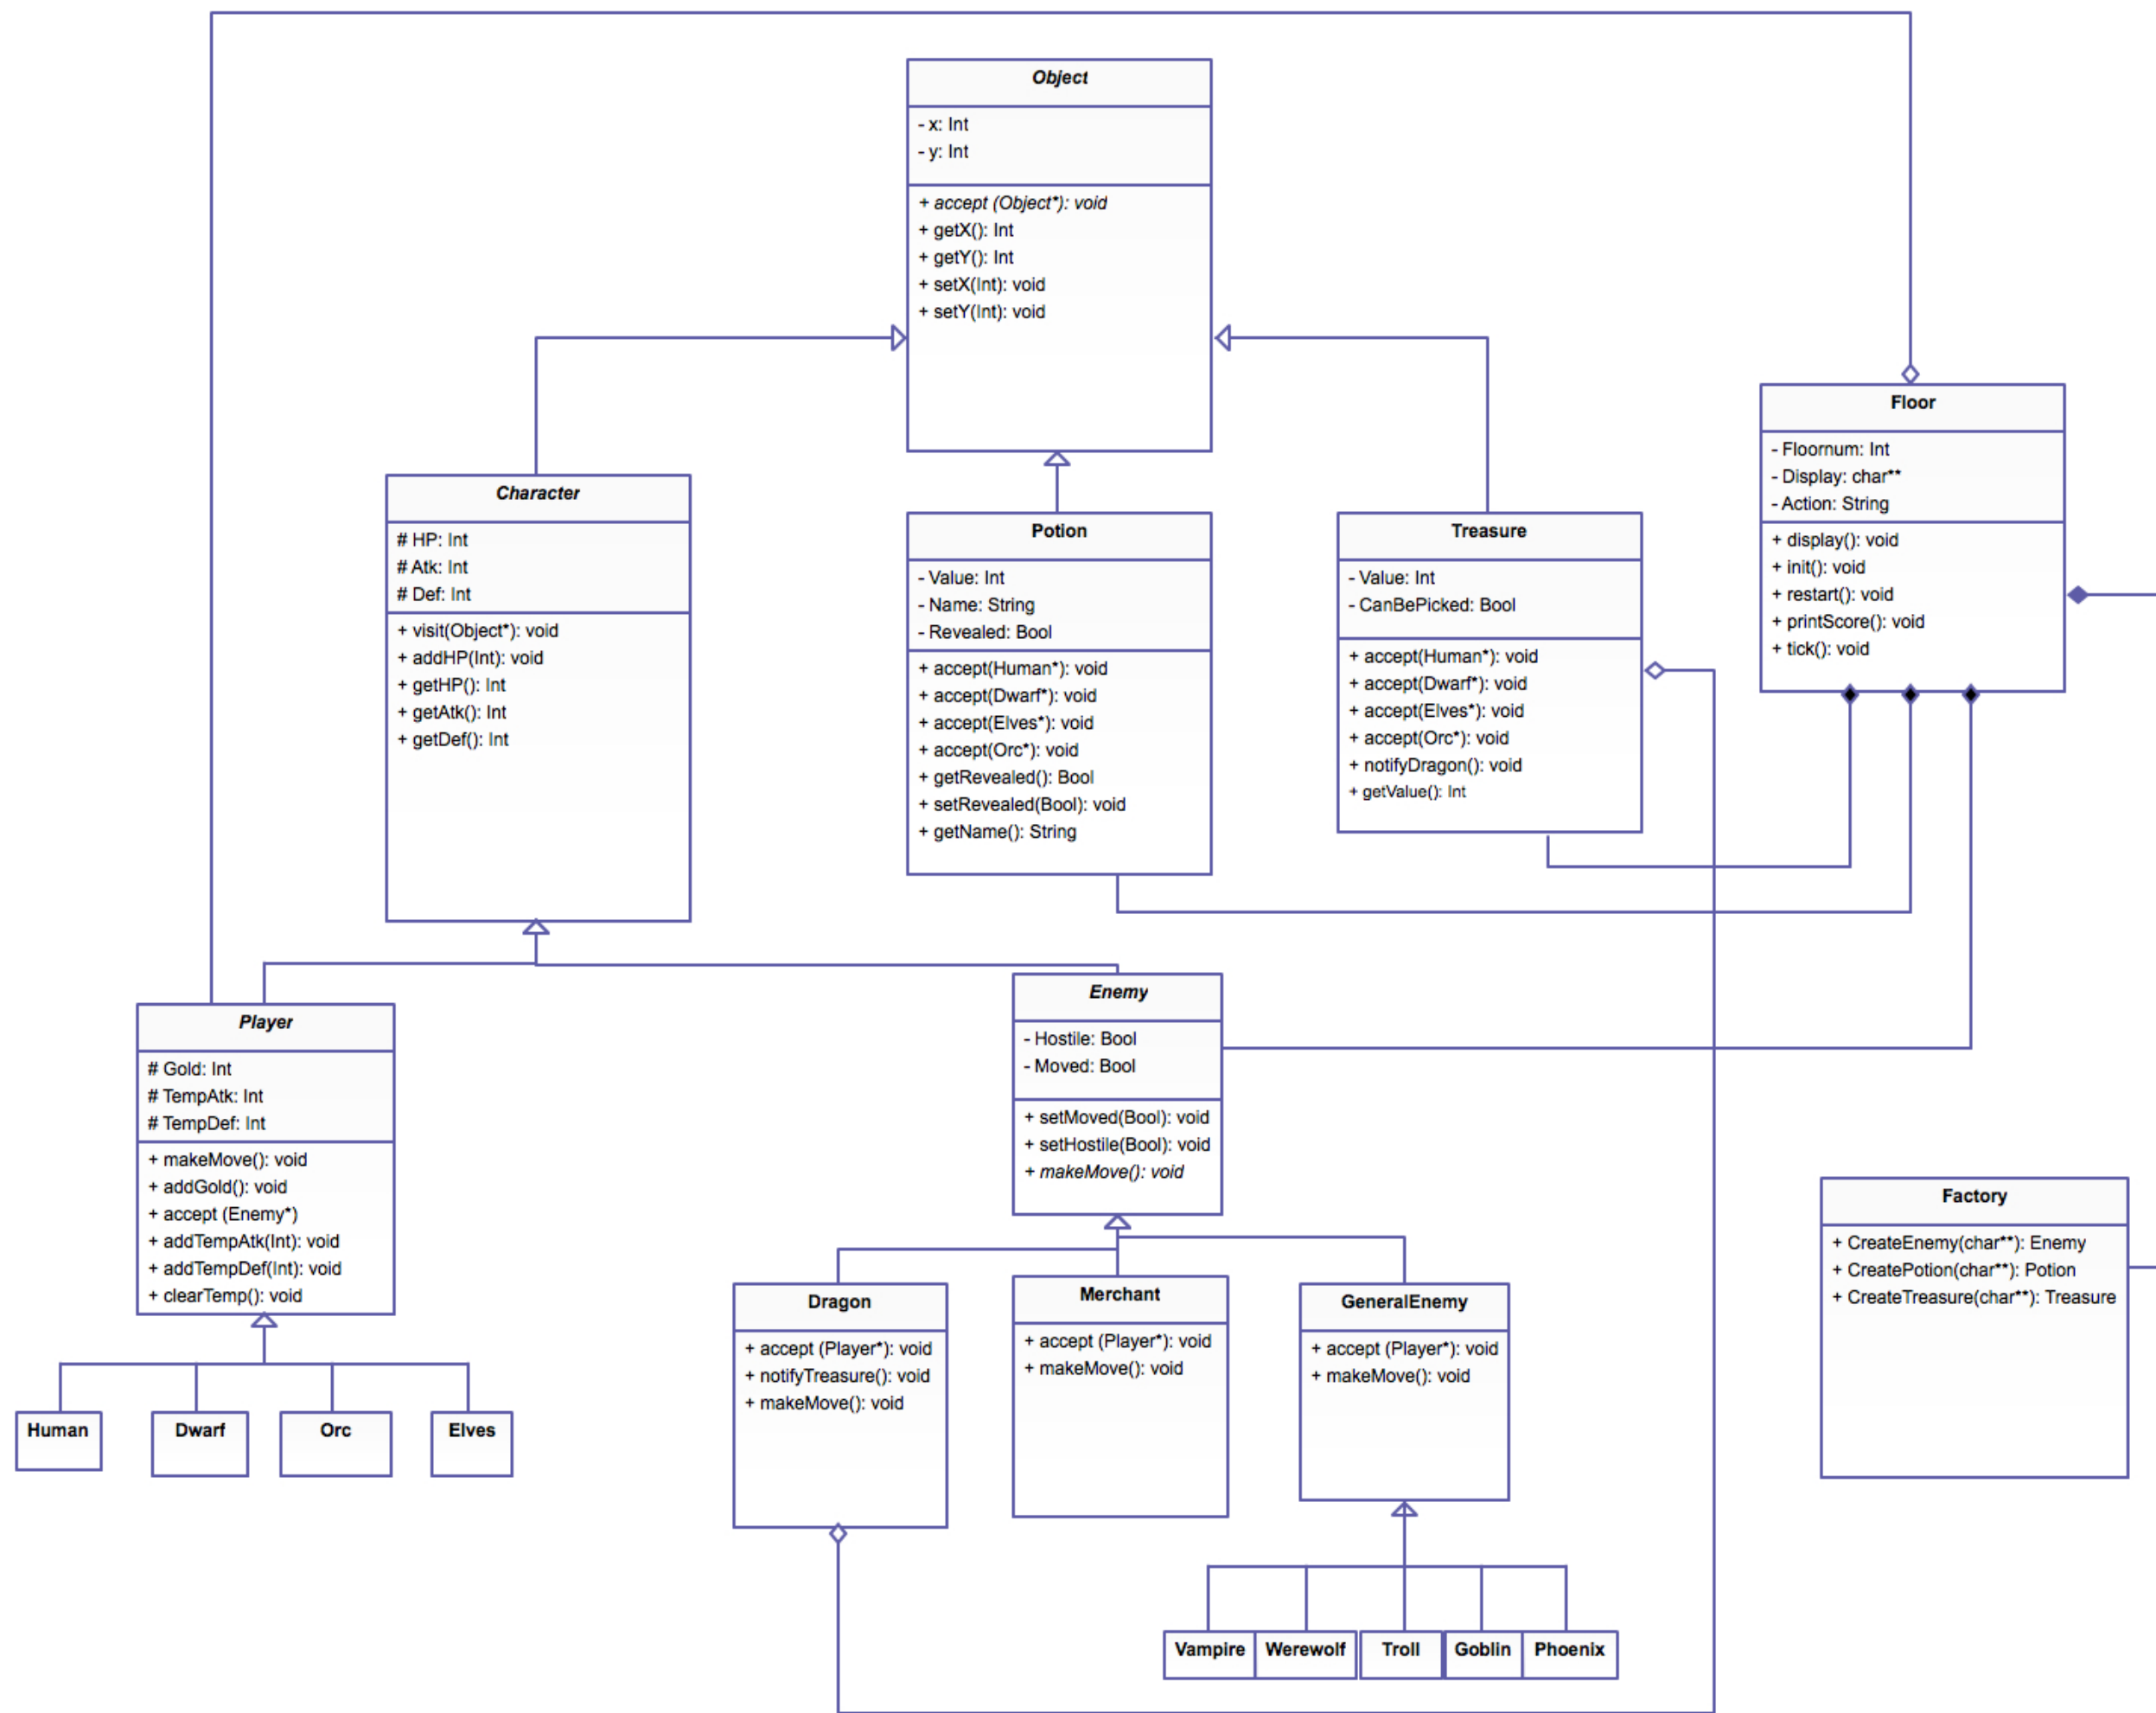 Object
- x: Int
- y: Int
+ accept (Object*): void
+ getX(): Int
+ getY(): Int
+ setX(Int): void
+ setY(Int): void
Floor
- Floornum: Int
- Display: char**
- Action: String
+ display(): void
+ init(): void
+ restart(): void
+ printScore(): void
+ tick(): void
Character
# HP: Int
# Atk: Int
# Def: Int
+ visit(Object*): void
+ addHP(Int): void
+ getHP(): Int
+ getAtk(): Int
+ getDef(): Int
Potion
- Value: Int
- Name: String
- Revealed: Bool
+ accept(Human*): void
+ accept(Dwarf*): void
+ accept(Elves*): void
+ accept(Orc*): void
+ getRevealed(): Bool
+ setRevealed(Bool): void
+ getName(): String
Treasure
- Value: Int
- CanBePicked: Bool
+ accept(Human*): void
+ accept(Dwarf*): void
+ accept(Elves*): void
+ accept(Orc*): void
+ notifyDragon(): void
+ getValue(): Int
Player
# Gold: Int
# TempAtk: Int
# TempDef: Int
+ makeMove(): void
+ addGold(): void
+ accept (Enemy*)
+ addTempAtk(Int): void
+ addTempDef(Int): void
+ clearTemp(): void
Enemy
- Hostile: Bool
- Moved: Bool
+ setMoved(Bool): void
+ setHostile(Bool): void
+ makeMove(): void
Factory
+ CreateEnemy(char**): Enemy
+ CreatePotion(char**): Potion
+ CreateTreasure(char**): Treasure
Dragon
+ accept (Player*): void
+ notifyTreasure(): void
+ makeMove(): void
Merchant
+ accept (Player*): void
+ makeMove(): void
GeneralEnemy
+ accept (Player*): void
+ makeMove(): void
Human
Dwarf
Orc
Elves
Vampire
Werewolf
Troll
Goblin
Phoenix